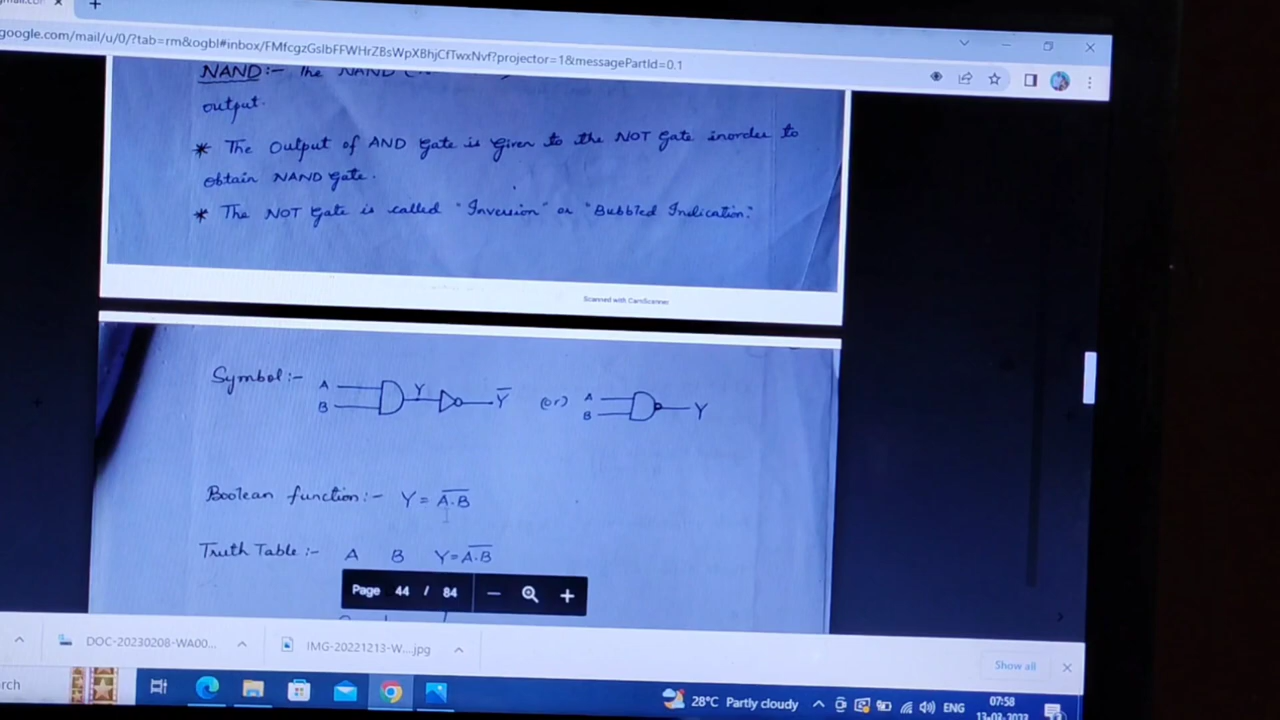 google.com/mail/u/0/?tab=rm&ogbl#inbox/FMfcgzGslbFFWHrZBsWpXBhjCfTwxNvf?projector=1&messagePartId=0.1
NAND:- The NAND
output.
* The Output of AND Gate is given to the NOT Gate inorder to
obtain NAND gate.
* The NOT Gate is called "Inversion" or "Bubbled Indication."
Scanned with CamScanner
Symbol:- A B Y Y̅ (or) A B Y
Boolean function:- Y = A̅.̅B̅
Truth Table:- A B Y=A̅.̅B̅
Page 44 / 84 − +
DOC-20230208-WA00...
IMG-20221213-W....jpg
Show all
rch
28°C Partly cloudy
ENG
07:58